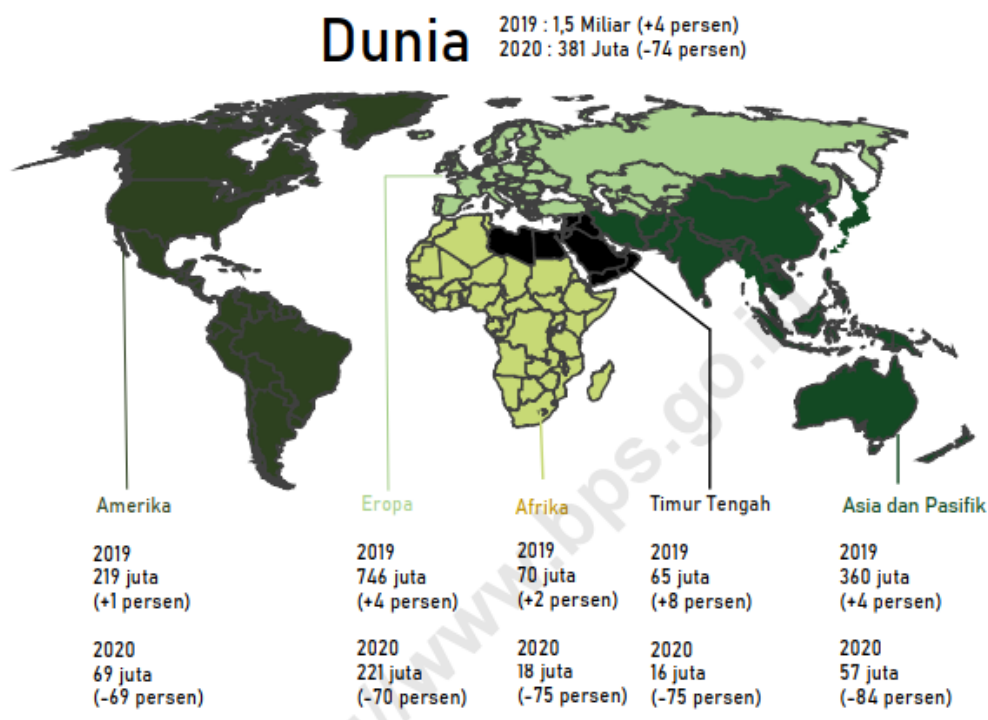 Dunia
2019 : 1,5 Miliar (+4 persen)
2020 : 381 Juta (-74 persen)
Amerika
2019
219 juta
(+1 persen)
2020
69 juta
(-69 persen)
Eropa
2019
746 juta
(+4 persen)
2020
221 juta
(-70 persen)
Afrika
2019
70 juta
(+2 persen)
2020
18 juta
(-75 persen)
Timur Tengah
2019
65 juta
(+8 persen)
2020
16 juta
(-75 persen)
Asia dan Pasifik
2019
360 juta
(+4 persen)
2020
57 juta
(-84 persen)
//www.bps.go.id